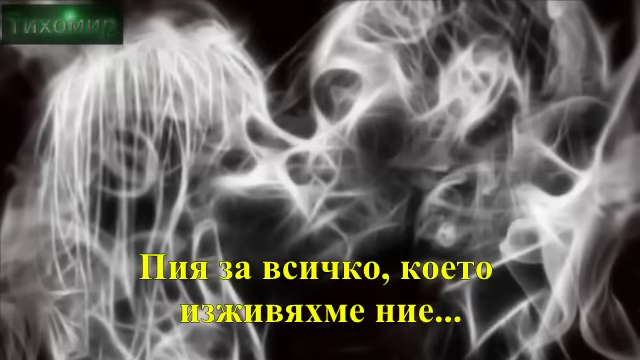 Тихомир
Пия за всичко, което
изживяхме ние...